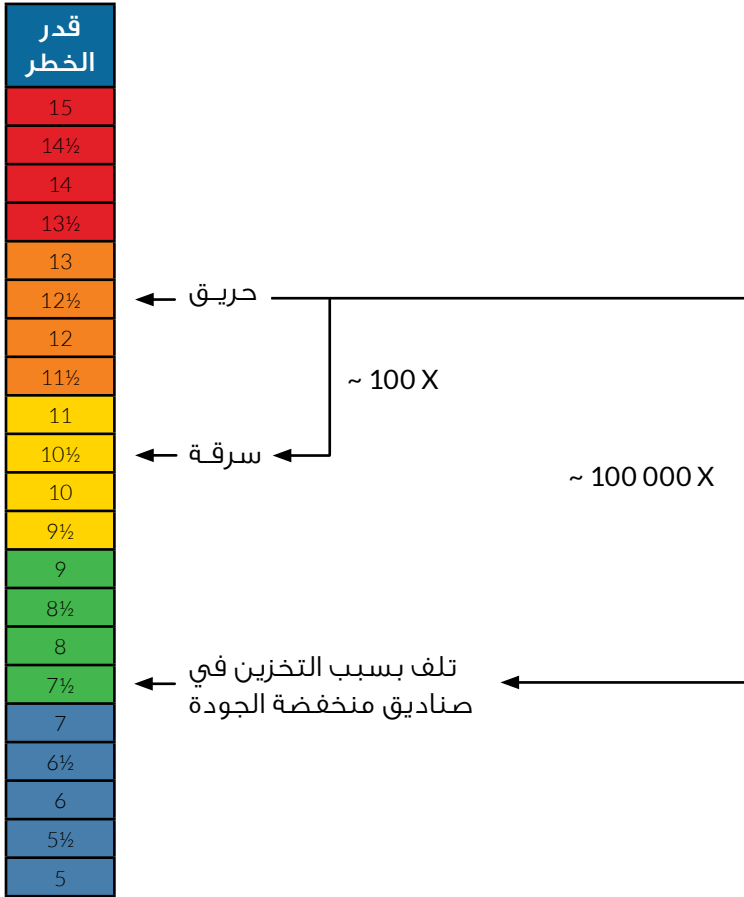 قدر
الخطر
15
14½
14
13½
13
12½
12
11½
11
10½
10
9½
9
8½
8
7½
7
6½
6
5½
5
حريـق
~ 100 X
سرقـة
~ 100 000 X
تلف بسبب التخزين في
صناديق منخفضة الجودة